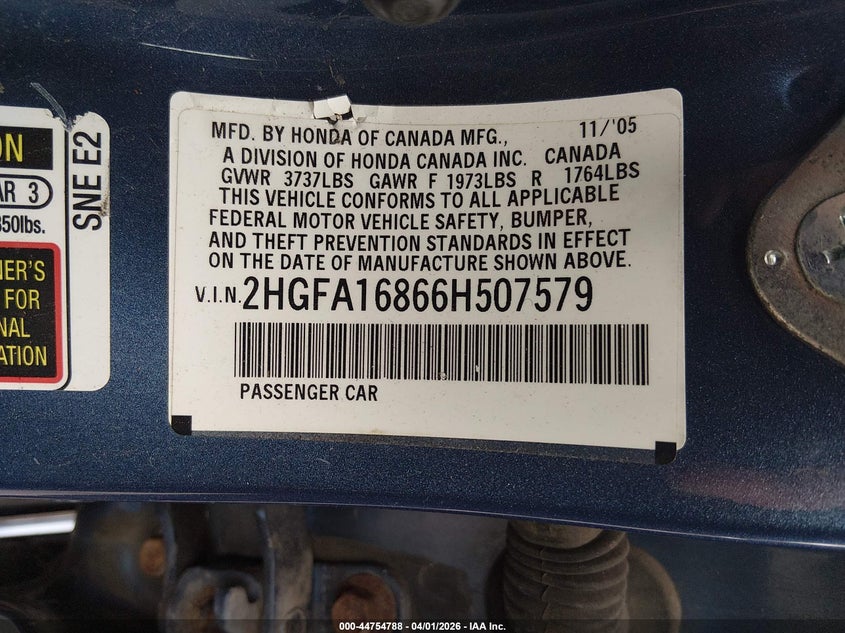 MFD. BY HONDA OF CANADA MFG., 11/'05
A DIVISION OF HONDA CANADA INC. CANADA
GVWR 3737LBS GAWR F 1973LBS R 1764LBS
THIS VEHICLE CONFORMS TO ALL APPLICABLE
FEDERAL MOTOR VEHICLE SAFETY, BUMPER,
AND THEFT PREVENTION STANDARDS IN EFFECT
ON THE DATE OF MANUFACTURE SHOWN ABOVE.
V.I.N. 2HGFA16866H507579
PASSENGER CAR
ON
AR 3
850lbs.
NER'S
FOR
NAL
ATION
SNE E2
000-44754788 - 04/01/2026 - IAA Inc.